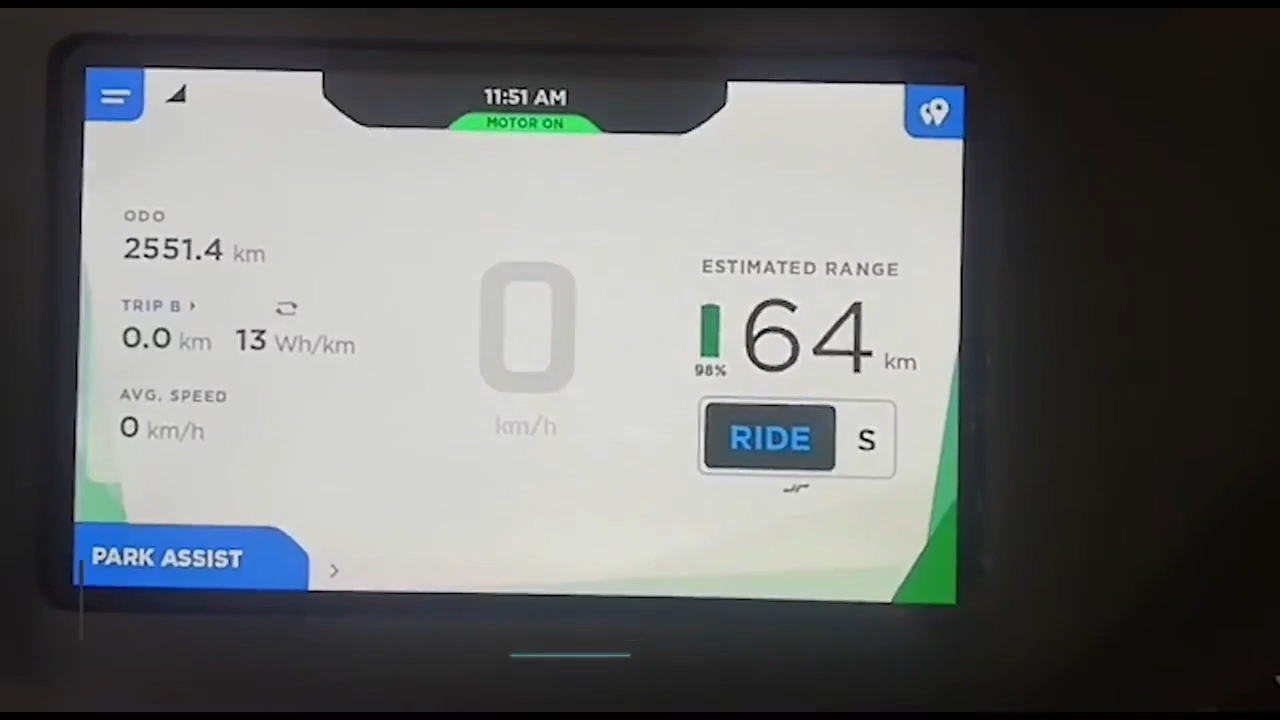 11:51 AM
MOTOR ON
ODO
2551.4 km
TRIP B
0.0 km 13 Wh/km
AVG. SPEED
0 km/h
0
km/h
ESTIMATED RANGE
98% 64 km
RIDE S
PARK ASSIST